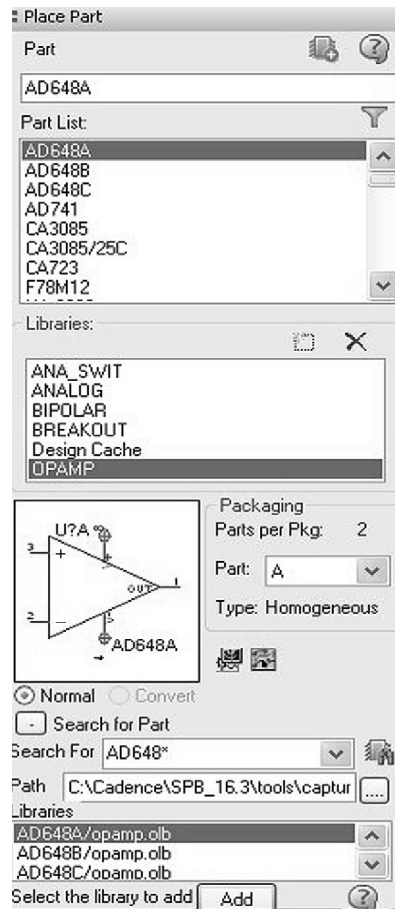 Place Part
Part
AD648A
Part List:
AD648A
AD648B
AD648C
AD741
CA3085
CA3085/25C
CA723
F78M12
Libraries:
ANA_SWIT
ANALOG
BIPOLAR
BREAKOUT
Design Cache
OPAMP
Packaging
Parts per Pkg: 2
Part: A
Type: Homogeneous
U?A
3
+
OUT
1
2
-
AD648A
Normal Convert
- Search for Part
Search For AD648*
Path C:\Cadence\SPB_16.3\tools\captur ....
Libraries
AD648A/opamp.olb
AD648B/opamp.olb
AD648C/opamp.olb
Select the library to add Add